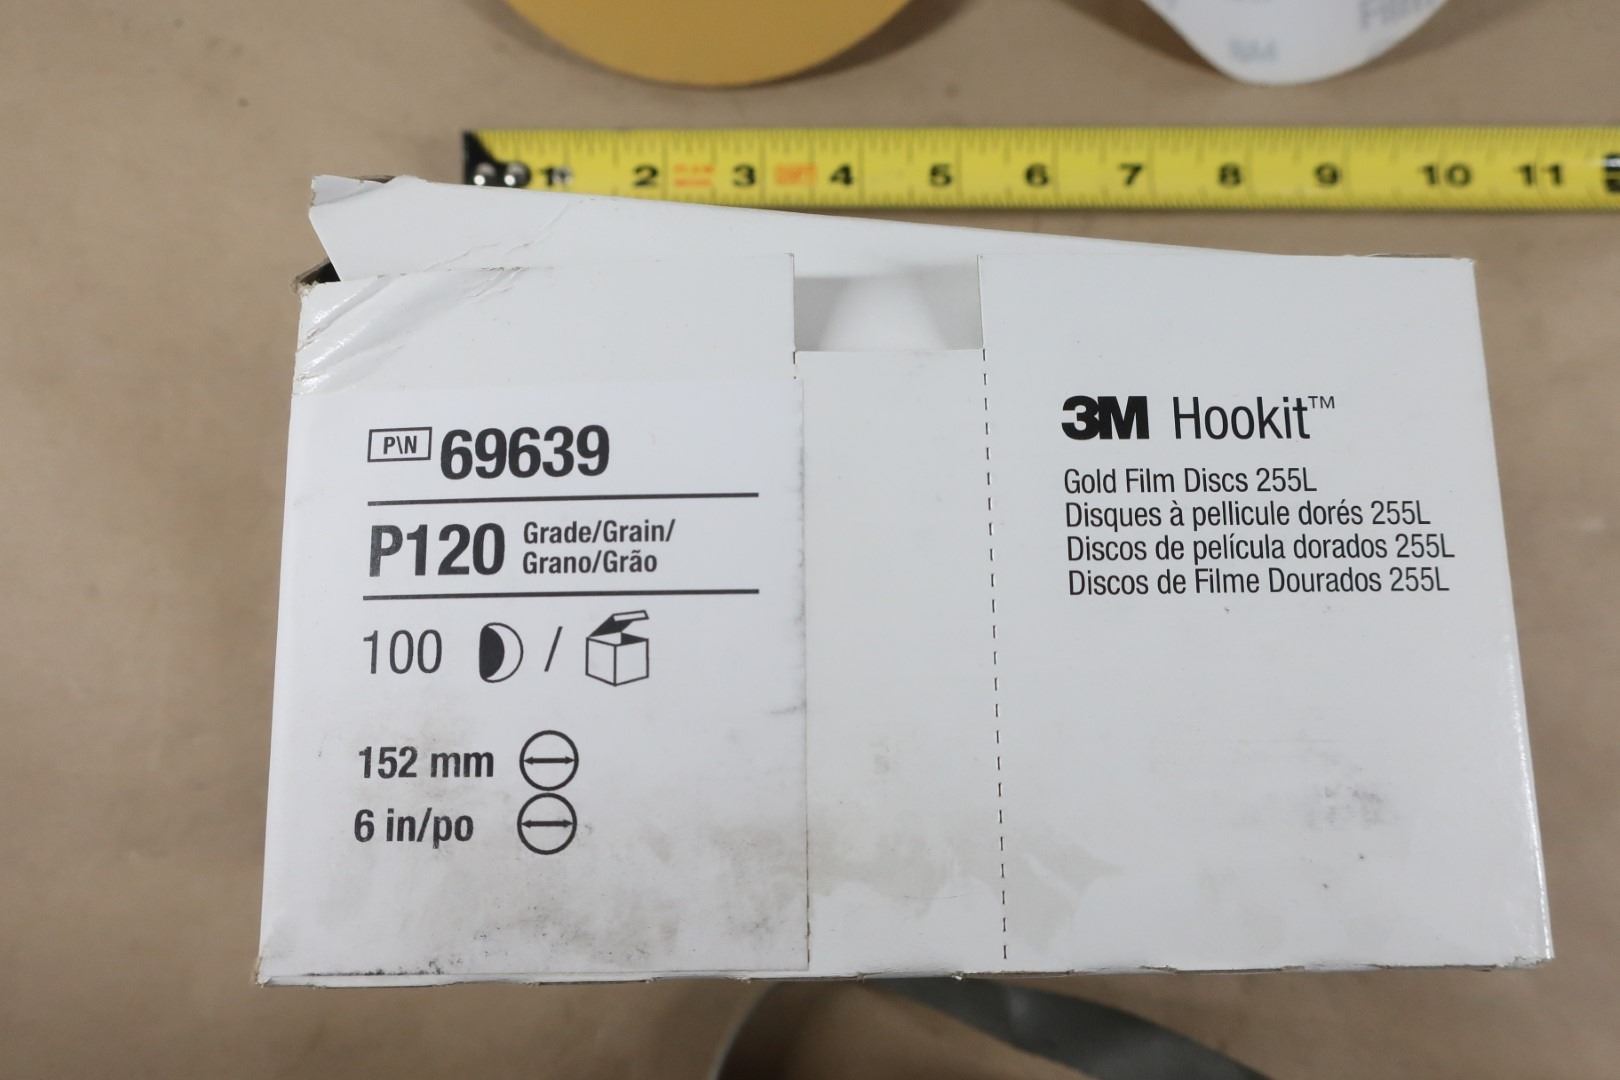 Film
3M
1 2 3 4 5 6 7 8 9 10 11
P\N 69639
P120 Grade/Grain/
Grano/Grão
100 /
152 mm
6 in/po
3M Hookit™
Gold Film Discs 255L
Disques à pellicule dorés 255L
Discos de película dorados 255L
Discos de Filme Dourados 255L